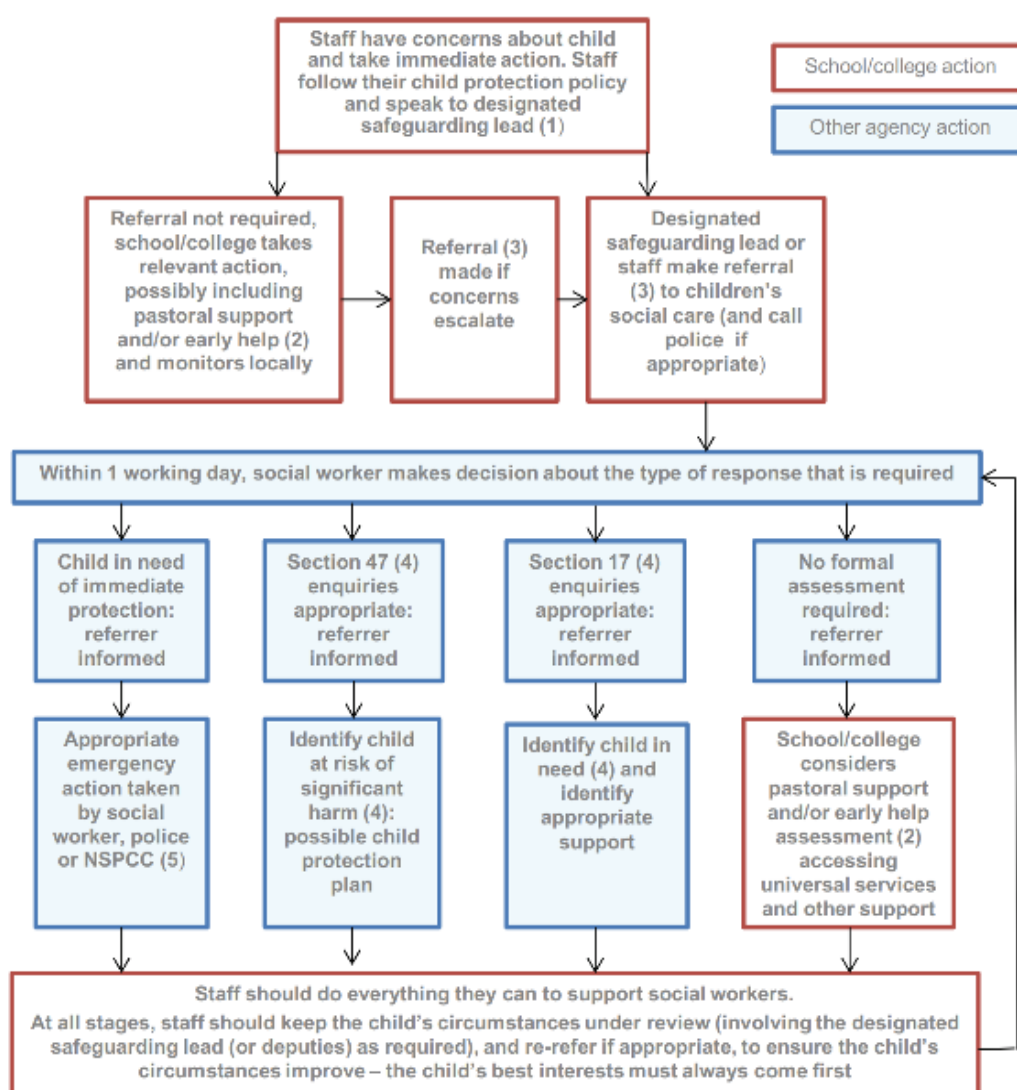 Staff have concerns about child
and take immediate action. Staff
follow their child protection policy
and speak to designated
safeguarding lead (1)
School/college action
Other agency action
Referral not required,
school/college takes
relevant action,
possibly including
pastoral support
and/or early help (2)
and monitors locally
Referral (3)
made if
concerns
escalate
Designated
safeguarding lead or
staff make referral
(3) to children's
social care (and call
police if
appropriate)
Within 1 working day, social worker makes decision about the type of response that is required
Child in need
of immediate
protection:
referrer
informed
Section 47 (4)
enquiries
appropriate:
referrer
informed
Section 17 (4)
enquiries
appropriate:
referrer
informed
No formal
assessment
required:
referrer
informed
Appropriate
emergency
action taken
by social
worker, police
or NSPCC (5)
Identify child
at risk of
significant
harm (4):
possible child
protection
plan
Identify child in
need (4) and
identify
appropriate
support
School/college
considers
pastoral support
and/or early help
assessment (2)
accessing
universal services
and other support
Staff should do everything they can to support social workers.
At all stages, staff should keep the child's circumstances under review (involving the designated
safeguarding lead (or deputies) as required), and re-refer if appropriate, to ensure the child's
circumstances improve – the child's best interests must always come first